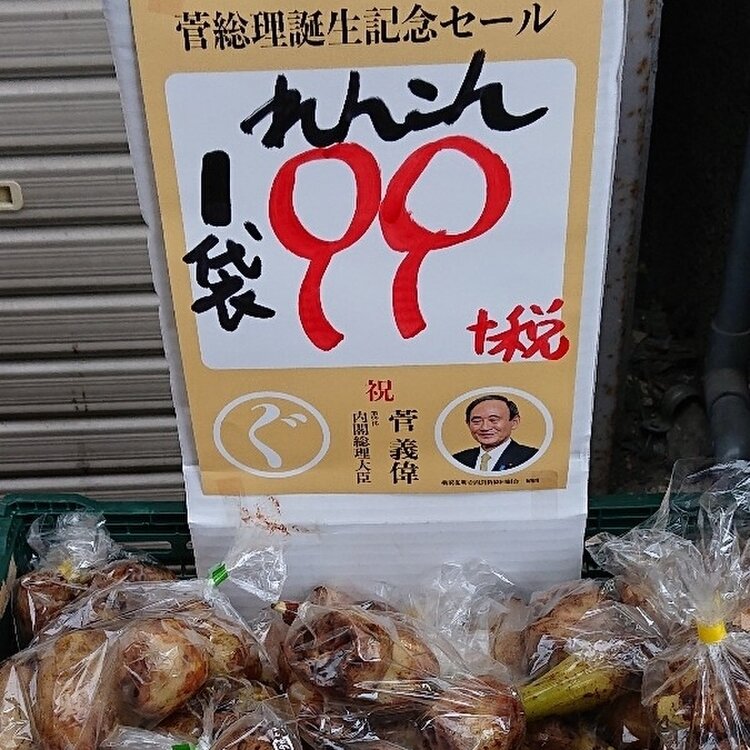 菅総理誕生記念セール
れんこん
1袋
99
+税
祝
菅義偉
内閣総理大臣
ぐ